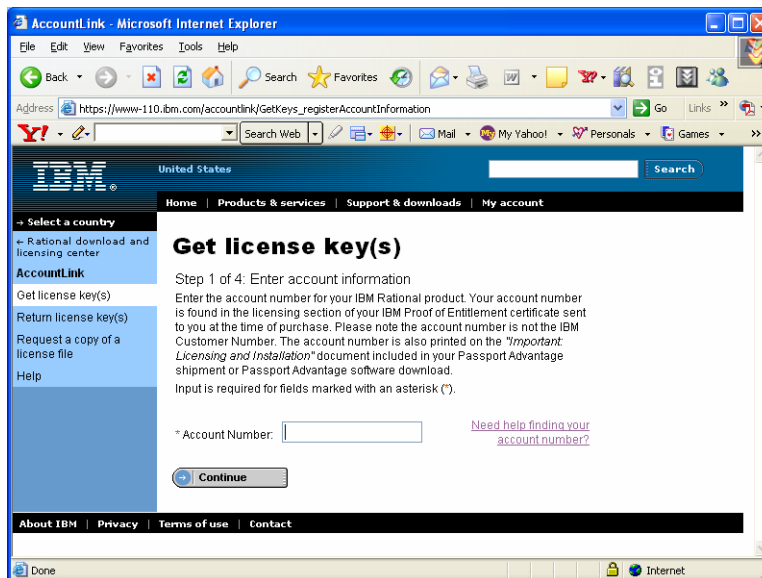 AccountLink - Microsoft Internet Explorer
File Edit View Favorites Tools Help
Back Search Favorites
Address https://www-110.ibm.com/accountlink/GetKeys_registerAccountInformation Go Links »
Y! Search Web Mail My Yahoo! Personals Games »
IBM®
United States
Search
Home | Products & services | Support & downloads | My account
→ Select a country
← Rational download and
licensing center
AccountLink
Get license key(s)
Return license key(s)
Request a copy of a
license file
Help
Get license key(s)
Step 1 of 4: Enter account information
Enter the account number for your IBM Rational product. Your account number
is found in the licensing section of your IBM Proof of Entitlement certificate sent
to you at the time of purchase. Please note the account number is not the IBM
Customer Number. The account number is also printed on the "Important:
Licensing and Installation" document included in your Passport Advantage
shipment or Passport Advantage software download.
Input is required for fields marked with an asterisk (*).
* Account Number:
Need help finding your
account number?
Continue
About IBM | Privacy | Terms of use | Contact
Done Internet